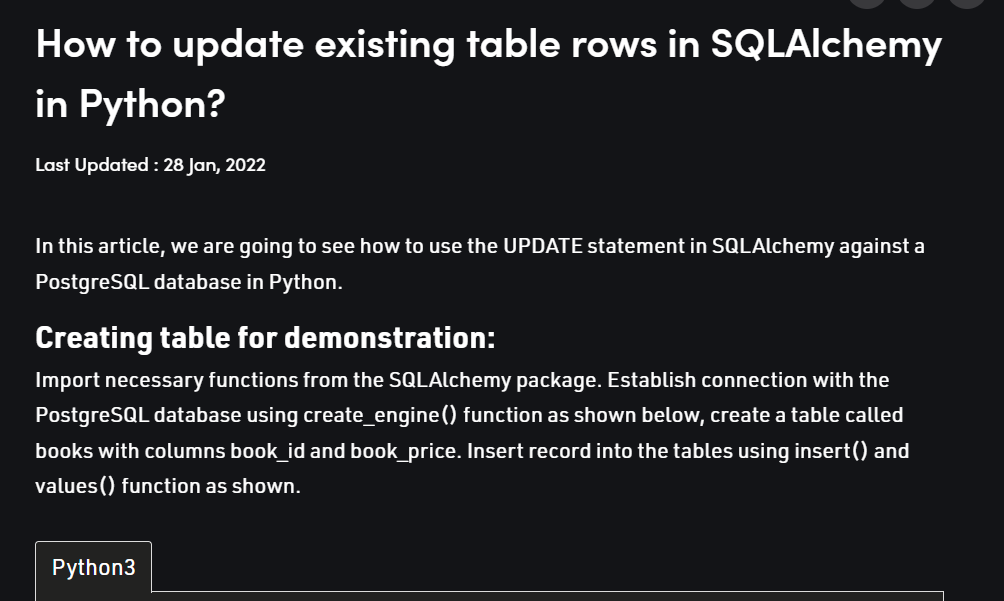 How to update existing table rows in SQLAlchemy
in Python?
Last Updated : 28 Jan, 2022
In this article, we are going to see how to use the UPDATE statement in SQLAlchemy against a
PostgreSQL database in Python.
Creating table for demonstration:
Import necessary functions from the SQLAlchemy package. Establish connection with the
PostgreSQL database using create_engine() function as shown below, create a table called
books with columns book_id and book_price. Insert record into the tables using insert() and
values() function as shown.
Python3